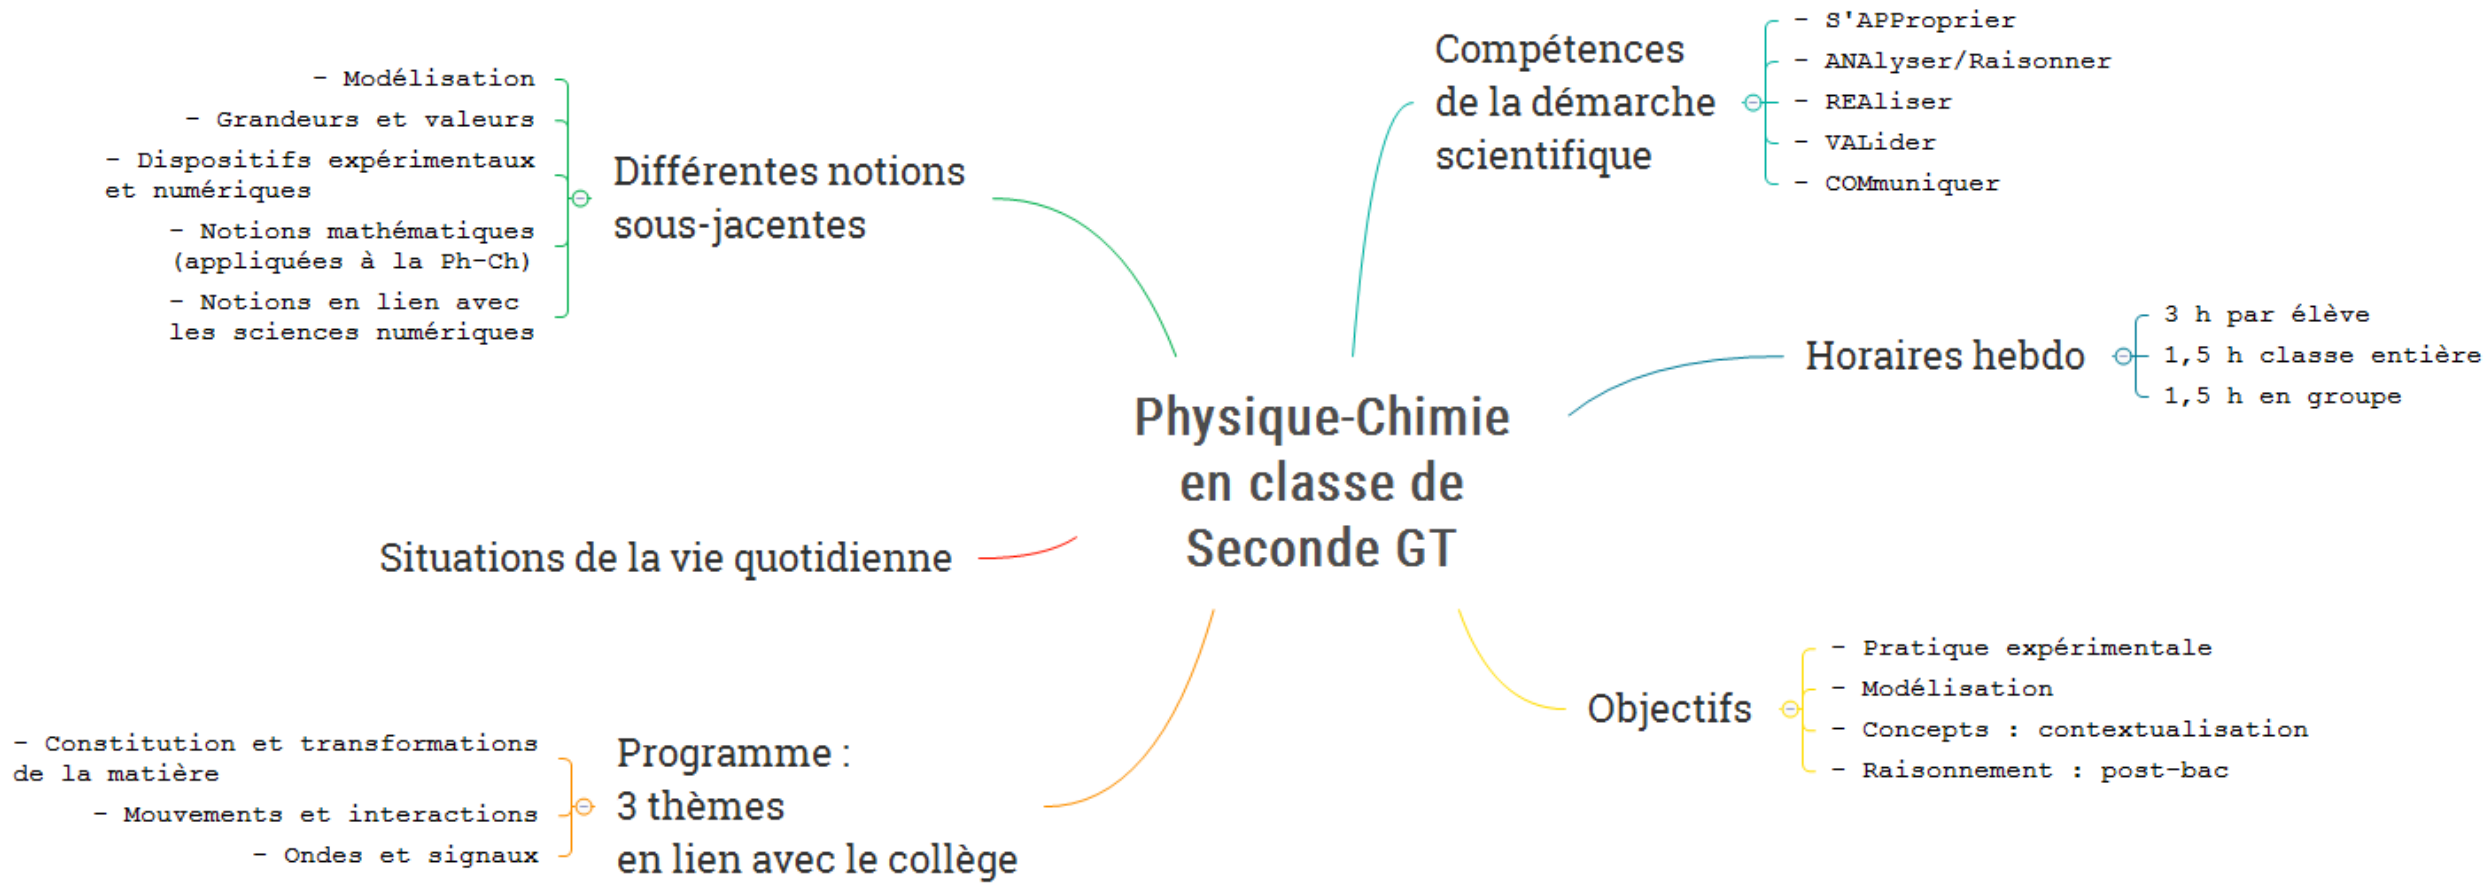 Physique-Chimie
en classe de
Seconde GT
Compétences
de la démarche
scientifique
- S'APProprier
- ANAlyser/Raisonner
- REAliser
- VALider
- COMmuniquer
Horaires hebdo
3 h par élève
1,5 h classe entière
1,5 h en groupe
Objectifs
- Pratique expérimentale
- Modélisation
- Concepts : contextualisation
- Raisonnement : post-bac
Programme :
3 thèmes
en lien avec le collège
- Constitution et transformations
de la matière
- Mouvements et interactions
- Ondes et signaux
Situations de la vie quotidienne
Différentes notions
sous-jacentes
- Modélisation
- Grandeurs et valeurs
- Dispositifs expérimentaux
et numériques
- Notions mathématiques
(appliquées à la Ph-Ch)
- Notions en lien avec
les sciences numériques